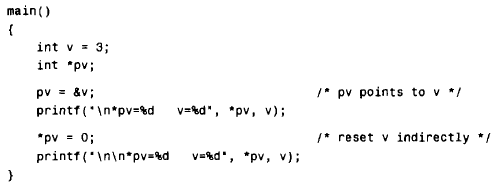 main()
{
    int v = 3;
    int *pv;
    pv = &v;                              /* pv points to v */
    printf("\n*pv=%d   v=%d", *pv, v);
    *pv = 0;                              /* reset v indirectly */
    printf("\n\n*pv=%d   v=%d", *pv, v);
}